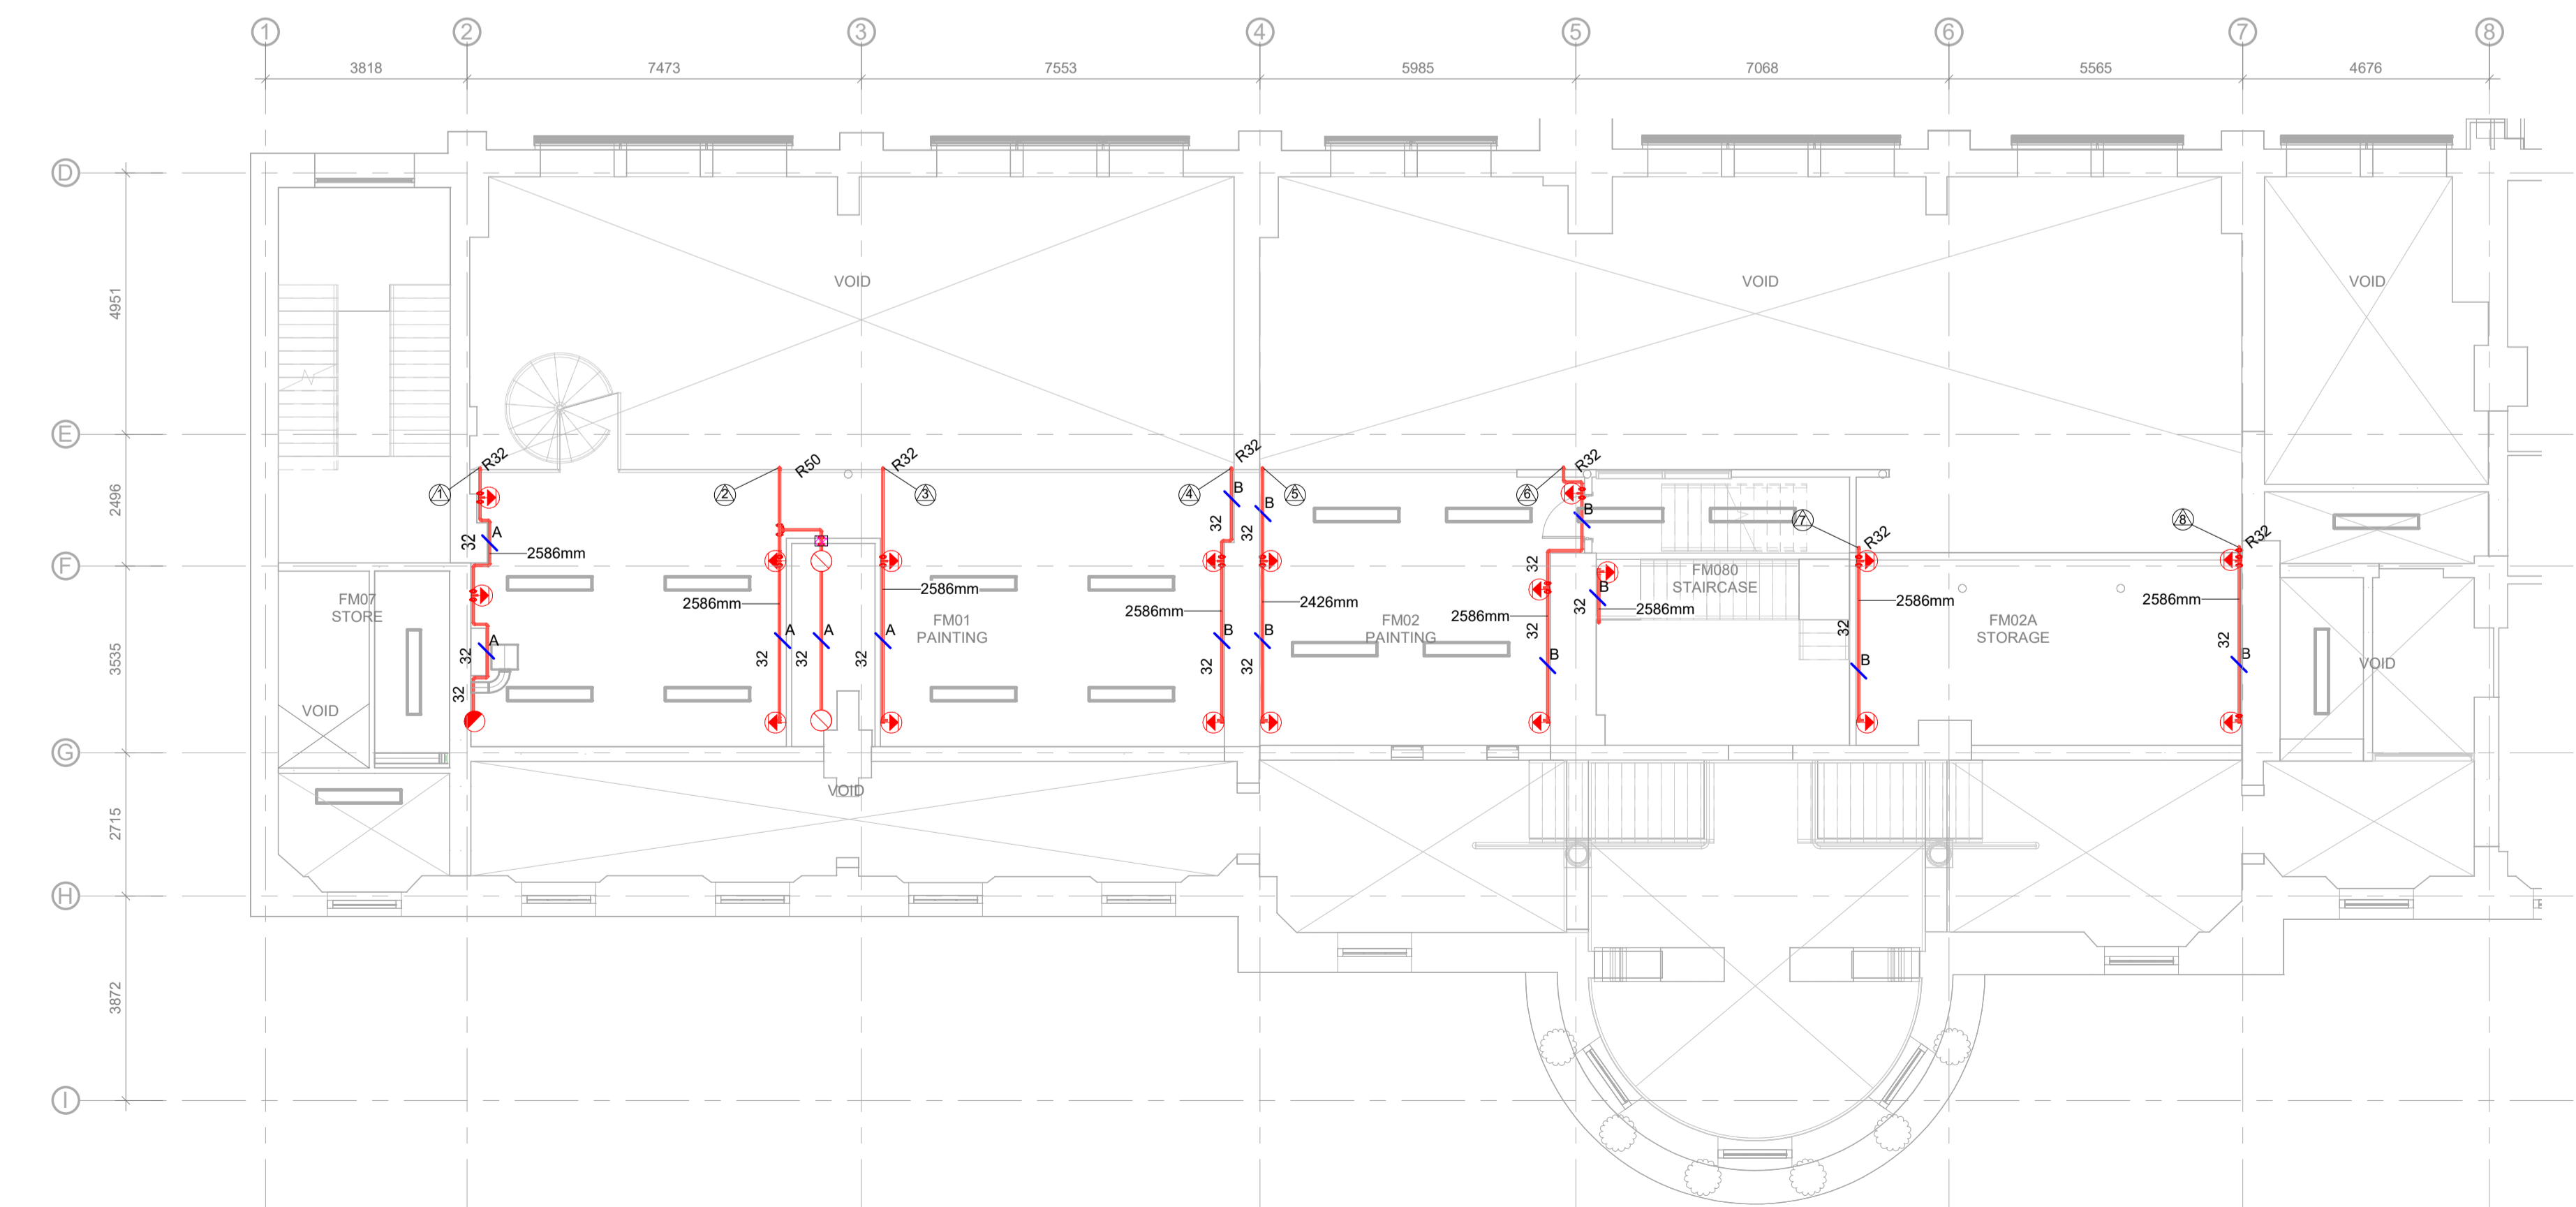 1 2 3 4 5 6 7 8
3818 7473 7553 5985 7068 5565 4676
D
4951
VOID VOID VOID
E
R32 R50 R32 R32 R32
1 2 3 4 5 6 7 8
2496
B B B
32 32 32
A
32
2586mm
R32 R32
F
32
FM07
STORE
2586mm
2586mm
FM01
PAINTING
2586mm
2426mm
2586mm
FM02
PAINTING
B
32
2586mm
FM080
STAIRCASE
2586mm
FM02A
STORAGE
2586mm
3535
A A A A B B B B B
32 32 32 32 32 32 32 32 32
32
VOID
VOID
G
2715
VOID
H
3872
I